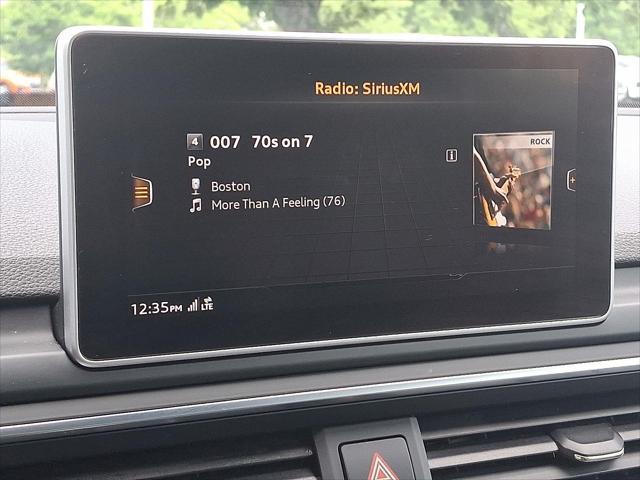 Radio: SiriusXM
4 007 70s on 7
ROCK
Pop
i
Boston
More Than A Feeling (76)
+
12:35PM LTE